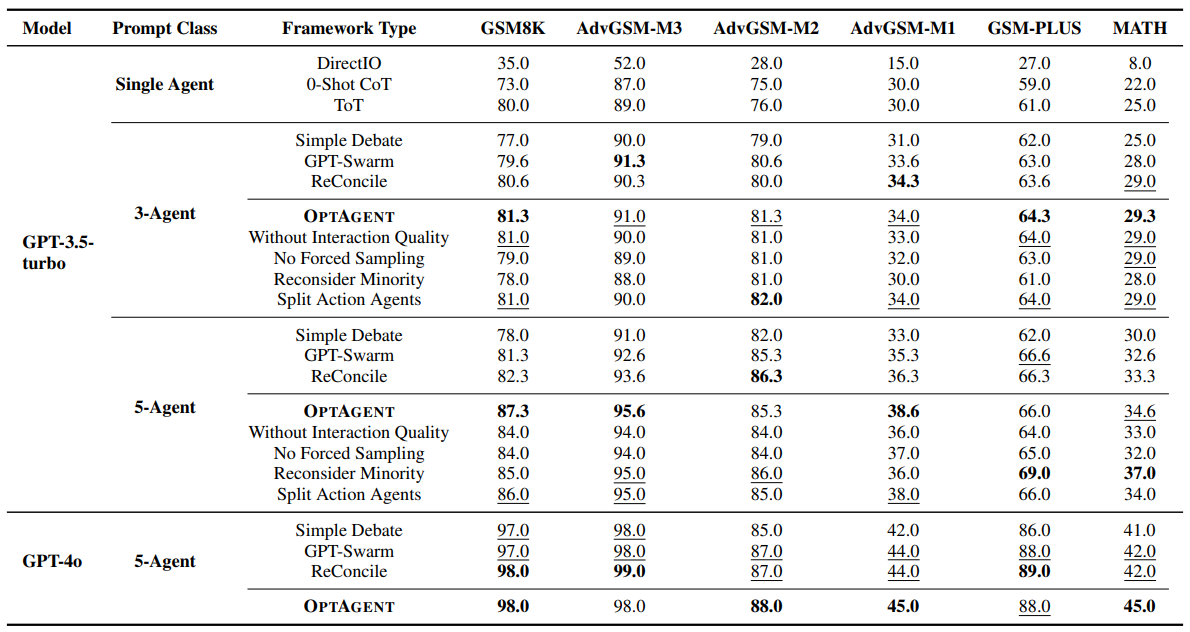 Model Prompt Class Framework Type GSM8K AdvGSM-M3 AdvGSM-M2 AdvGSM-M1 GSM-PLUS MATH
DirectIO 35.0 52.0 28.0 15.0 27.0 8.0
Single Agent 0-Shot CoT 73.0 87.0 75.0 30.0 59.0 22.0
ToT 80.0 89.0 76.0 30.0 61.0 25.0
Simple Debate 77.0 90.0 79.0 31.0 62.0 25.0
GPT-Swarm 79.6 91.3 80.6 33.6 63.0 28.0
ReConcile 80.6 90.3 80.0 34.3 63.6 29.0
3-Agent OPTAGENT 81.3 91.0 81.3 34.0 64.3 29.3
GPT-3.5-turbo Without Interaction Quality 81.0 90.0 81.0 33.0 64.0 29.0
No Forced Sampling 79.0 89.0 81.0 32.0 63.0 29.0
Reconsider Minority 78.0 88.0 81.0 30.0 61.0 28.0
Split Action Agents 81.0 90.0 82.0 34.0 64.0 29.0
Simple Debate 78.0 91.0 82.0 33.0 62.0 30.0
GPT-Swarm 81.3 92.6 85.3 35.3 66.6 32.6
ReConcile 82.3 93.6 86.3 36.3 66.3 33.3
5-Agent OPTAGENT 87.3 95.6 85.3 38.6 66.0 34.6
Without Interaction Quality 84.0 94.0 84.0 36.0 64.0 33.0
No Forced Sampling 84.0 94.0 84.0 37.0 65.0 32.0
Reconsider Minority 85.0 95.0 86.0 36.0 69.0 37.0
Split Action Agents 86.0 95.0 85.0 38.0 66.0 34.0
Simple Debate 97.0 98.0 85.0 42.0 86.0 41.0
GPT-4o 5-Agent GPT-Swarm 97.0 98.0 87.0 44.0 88.0 42.0
ReConcile 98.0 99.0 87.0 44.0 89.0 42.0
OPTAGENT 98.0 98.0 88.0 45.0 88.0 45.0